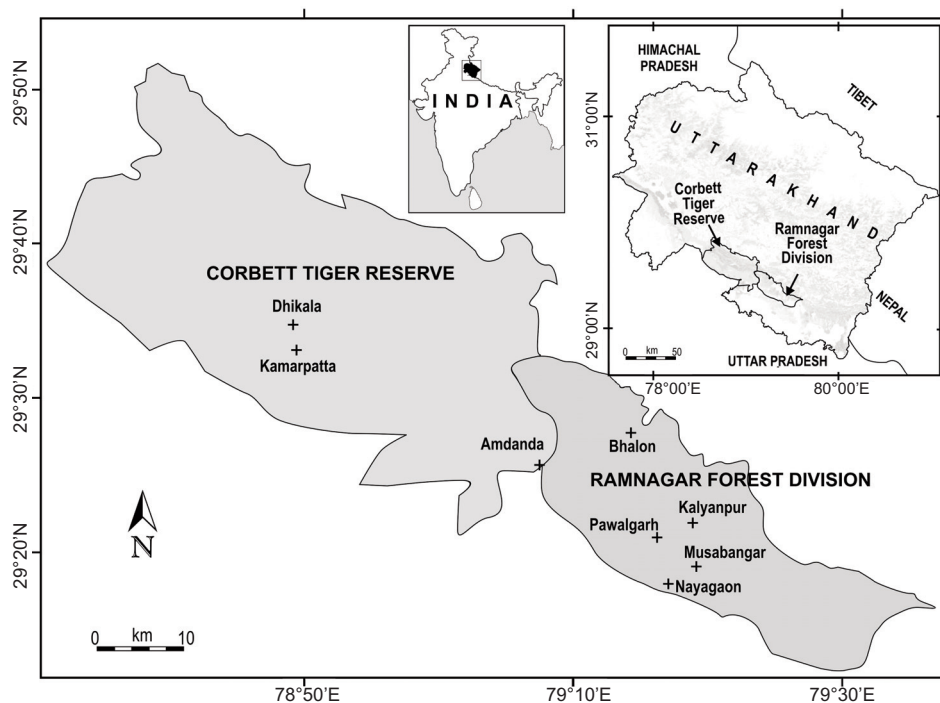 HIMACHAL
PRADESH
TIBET
31°00'N
UTTARAKHAND
INDIA
Corbett
Tiger
Reserve
Ramnagar
Forest
Division
NEPAL
29°00'N
0 km 50
UTTAR PRADESH
78°00'E
80°00'E
29°50'N
29°40'N
CORBETT TIGER RESERVE
Dhikala
Kamarpatta
29°30'N
Amdanda
Bhalon
RAMNAGAR FOREST DIVISION
Kalyanpur
Pawalgarh
Musabangar
Nayagaon
29°20'N
N
0 km 10
78°50'E
79°10'E
79°30'E